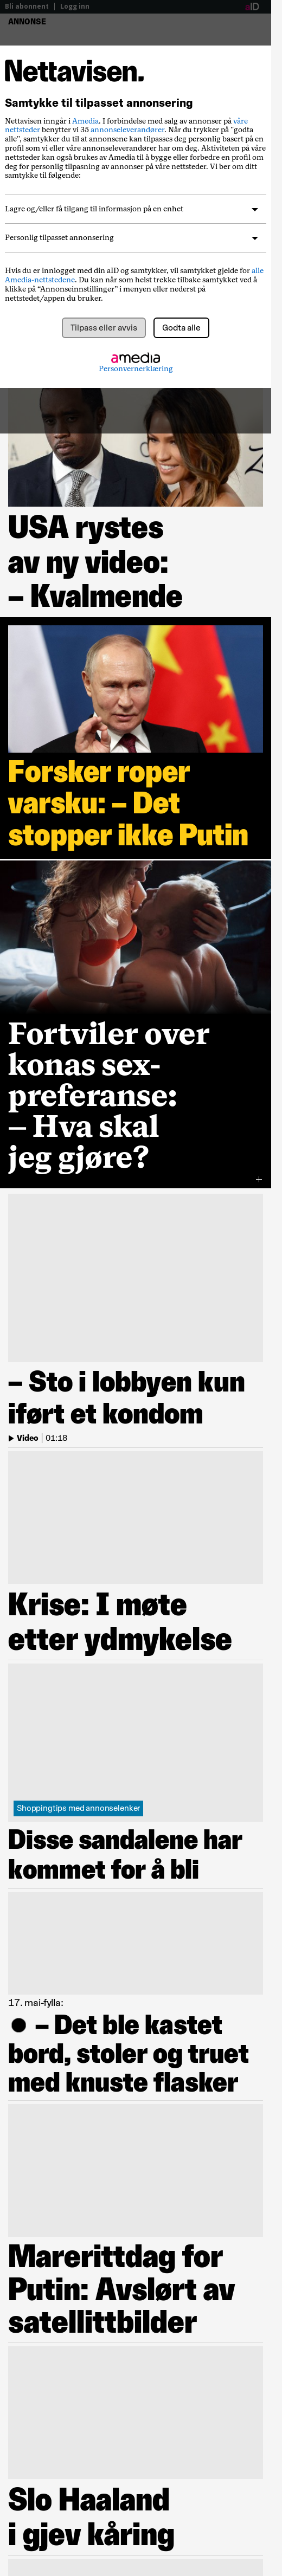 Bli abonnent | Logg inn
aID
ANNONSE
Nettavisen.
Samtykke til tilpasset annonsering
Nettavisen inngår i Amedia. I forbindelse med salg av annonser på våre
nettsteder benytter vi 35 annonseleverandører. Når du trykker på "godta
alle", samtykker du til at annonser kan tilpasses deg personlig basert på en
profil som vi eller våre annonseleverandører har om deg. Aktiviteten på våre
nettsteder kan også brukes av Amedia til å bygge eller forbedre en profil om
deg for personlig tilpasning av annonser på våre nettsteder. Vi ber om ditt
samtykke til følgende:
Lagre og/eller få tilgang til informasjon på en enhet
Personlig tilpasset annonsering
Hvis du er innlogget med din aID og samtykker, vil samtykket gjelde for alle
Amedia-nettstedene. Du kan når som helst trekke tilbake samtykket ved å
klikke på "Annonseinnstillinger" i menyen eller nederst på
nettstedet/appen du bruker.
Tilpass eller avvis
Godta alle
amedia
Personvernerklæring
USA rystes
av ny video:
– Kvalmende
Forsker roper
varsku: – Det
stopper ikke Putin
Fortviler over
konas sex-
preferanse:
– Hva skal
jeg gjøre?
– Sto i lobbyen kun
iført et kondom
Video | 01:18
Krise: I møte
etter ydmykelse
Shoppingtips med annonselenker
Disse sandalene har
kommet for å bli
17. mai-fylla:
– Det ble kastet
bord, stoler og truet
med knuste flasker
Marerittdag for
Putin: Avslørt av
satellittbilder
Slo Haaland
i gjev kåring